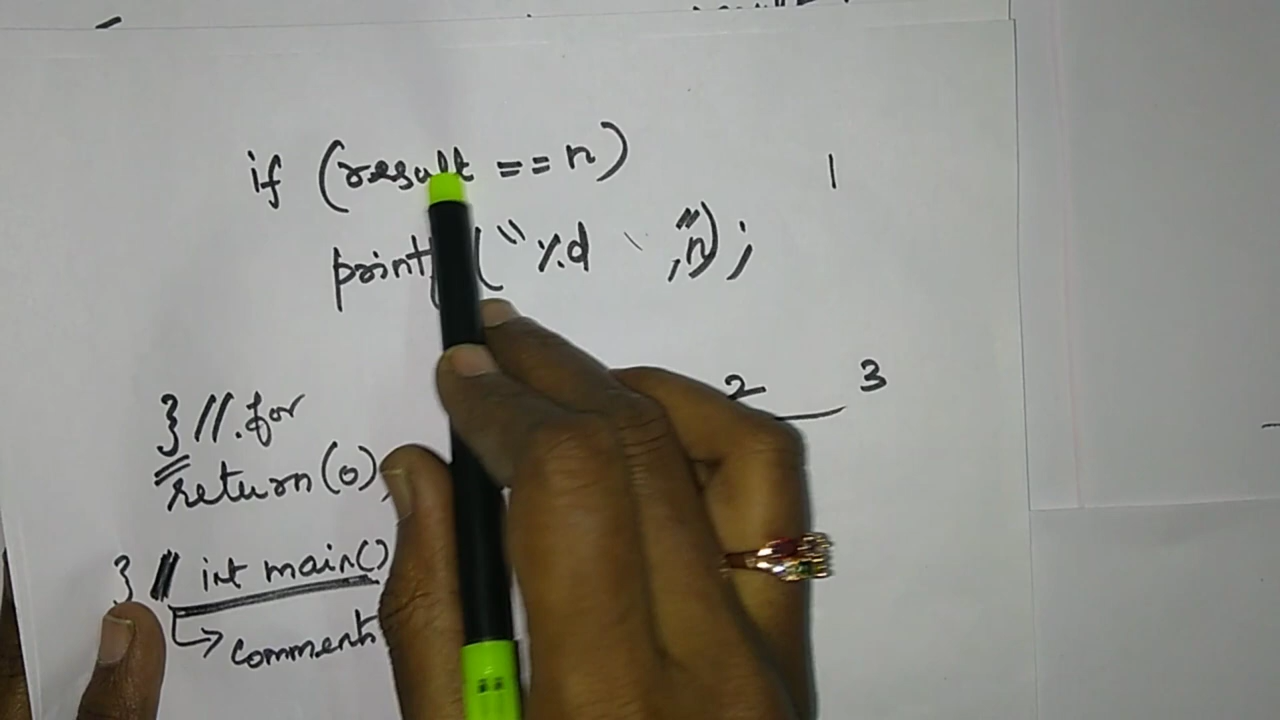 if (result == n)
1
printf ("%d ",n);
2 3
} //.for
return(0)
} // int main()
comment